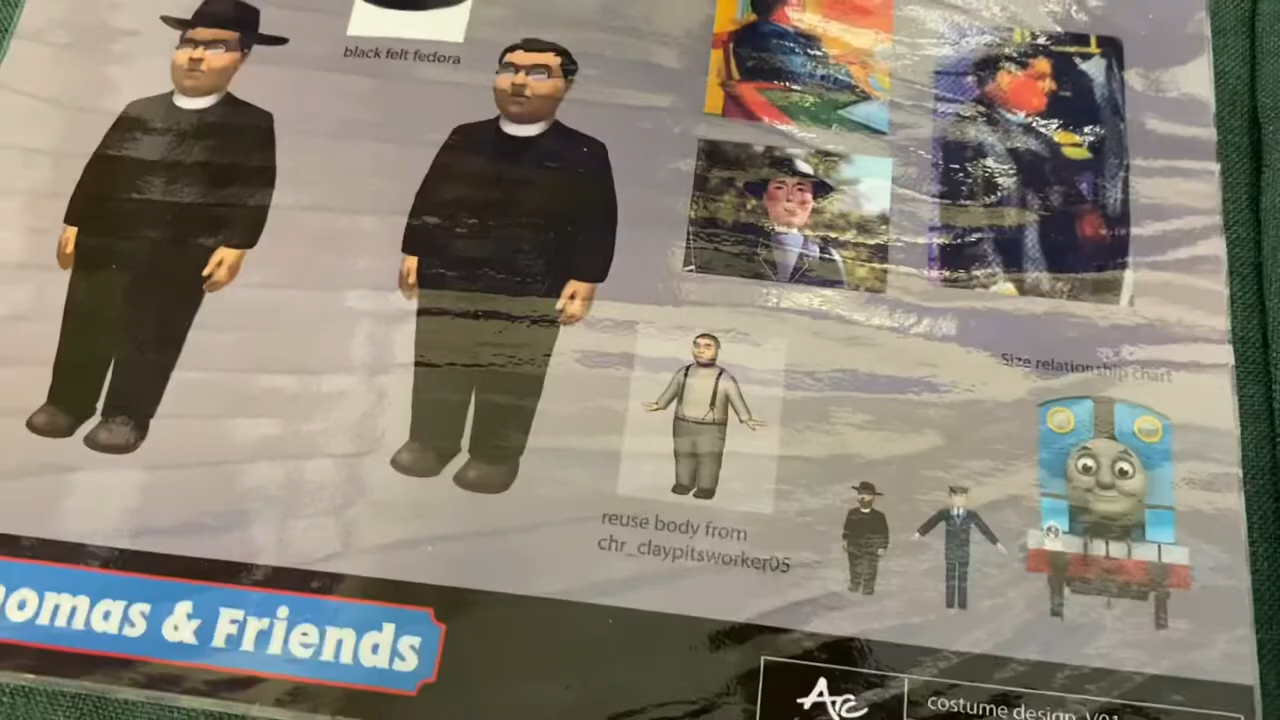 black felt fedora
Size relationship chart
reuse body from
chr_claypitsworker05
omas & Friends
Arc
costume design_V01